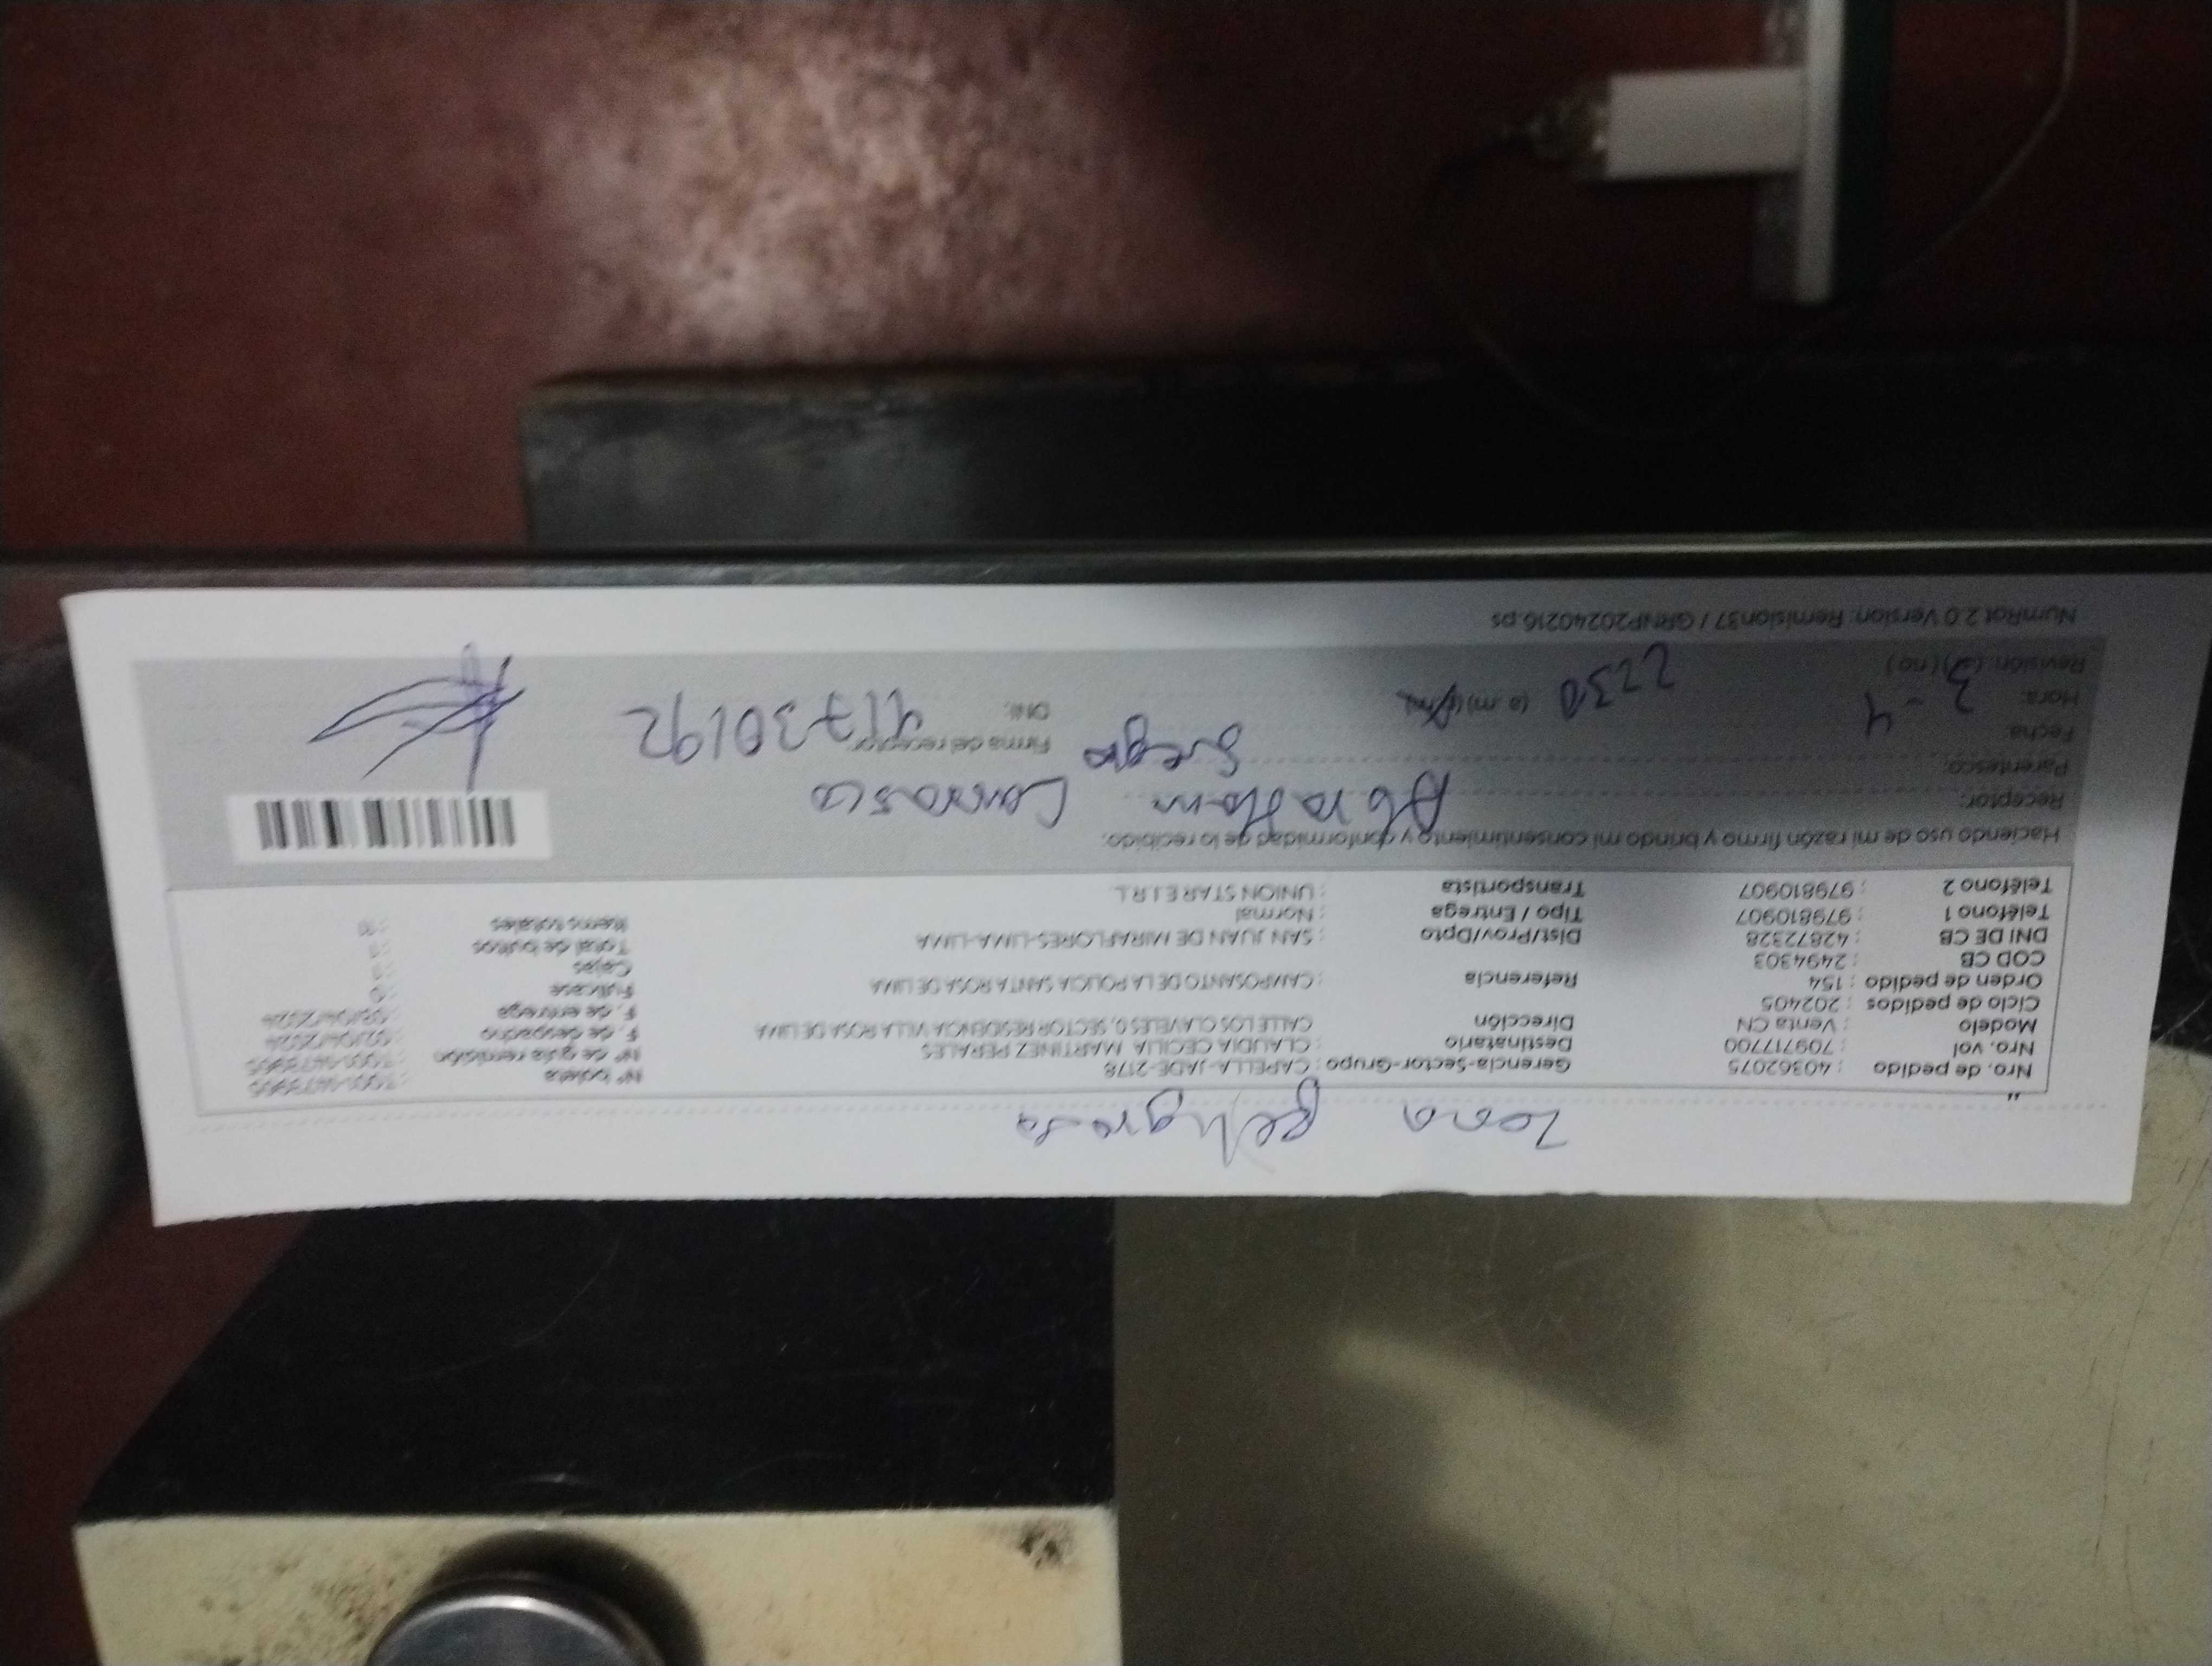 Zona peligrosa
Nro. de pedido : 40362075 Gerencia-Sector-Grupo : CAPELLA-JADE-2178 Nº boleta
Nro. vol : 709717700 Destinatario : CLAUDIA CECILIA MARTINEZ PERALES Nº de guía remisión
Modelo : Venta CN Dirección : CALLE LOS CLAVELES 0, SECTOR RESIDENCIA VILLA ROSA DE LIMA F. de despacho
Ciclo de pedidos : 202405 F. de entrega
Orden de pedido : 154 Referencia : CAMPOSANTO DE LA POLICIA SANTA ROSA DE LIMA Fullcase
COD CB : 2494303 Cajas
DNI DE CB : 42872328 Dist/Prov/Dpto : SAN JUAN DE MIRAFLORES-LIMA-LIMA Total de bultos
Teléfono 1 : 979810907 Tipo / Entrega : Normal Items totales
Teléfono 2 : 979810907 Transportista : UNION STAR E.I.R.L.
Haciendo uso de mi razón firmo y brindo mi consentimiento y conformidad de lo recibido.
Receptor: Abraham Carrasco
Parentesco: Suegro
Fecha: 3-4 Firma del receptor
Hora: 2230 (a.m)(p.m) DNI: 41730192
Revisión: (si) (no)
NumRot 2.0 Version: Remision37 / GRNP20240216.ps